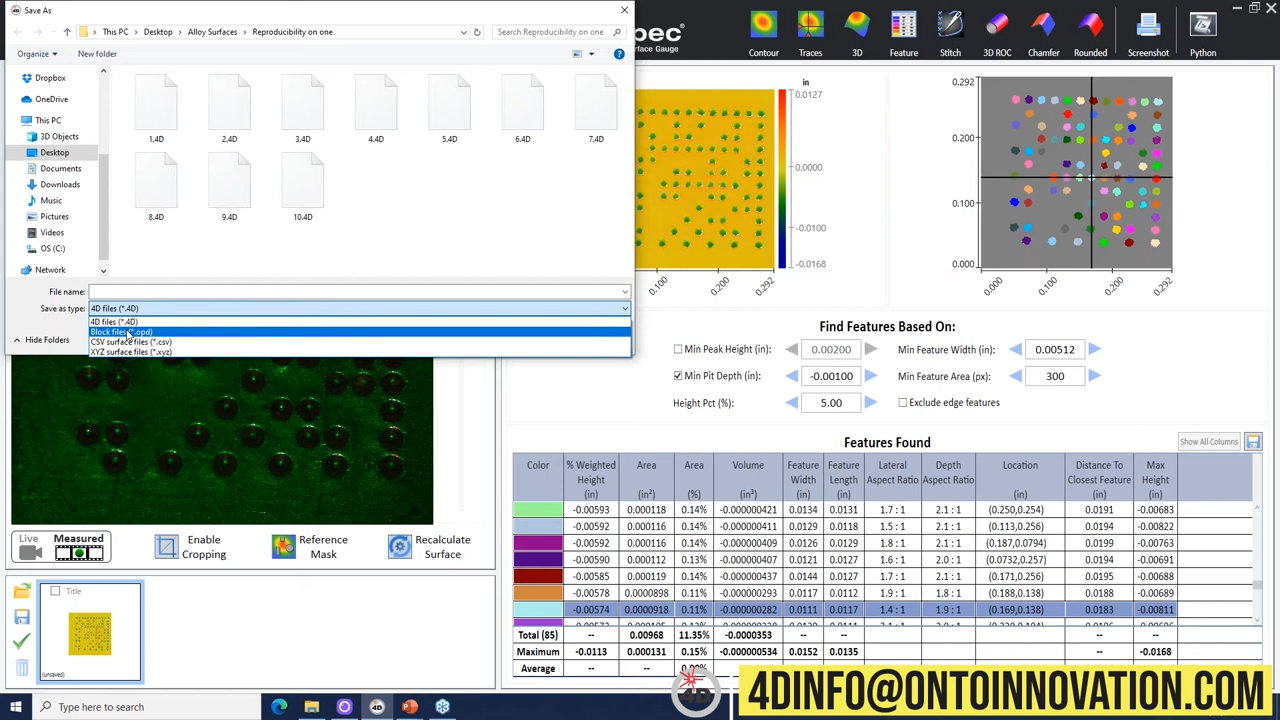 Save As
This PC > Desktop > Alloy Surfaces > Reproducibility on one
Search Reproducibility on one
Organize
New folder
Dropbox
OneDrive
This PC
3D Objects
Desktop
Documents
Downloads
Music
Pictures
Videos
OS (C:)
Network
1.4D
2.4D
3.4D
4.4D
5.4D
6.4D
7.4D
8.4D
9.4D
10.4D
File name:
Save as type:
4D files (*.4D)
4D files (*.4D)
Block files (*.opd)
CSV surface files (*.csv)
XYZ surface files (*.xyz)
Hide Folders
pec
Surface Gauge
Contour
Traces
3D
Feature
Stitch
3D ROC
Chamfer
Rounded
Screenshot
Python
in
0.0127
0.0000
-0.0100
-0.0168
0.100
0.200
0.292
0.292
0.200
0.100
0.000
0.000
0.100
0.200
0.292
Find Features Based On:
Min Peak Height (in):
0.00200
Min Feature Width (in):
0.00512
Min Pit Depth (in):
-0.00100
Min Feature Area (px):
300
Height Pct (%):
5.00
Exclude edge features
Features Found
Show All Columns
Color % Weighted Height (in) Area (in²) Area (%) Volume (in³) Feature Width (in) Feature Length (in) Lateral Aspect Ratio Depth Aspect Ratio Location (in) Distance To Closest Feature (in) Max Height (in)
-0.00593 0.000118 0.14% -0.000000421 0.0134 0.0131 1.7 : 1 2.1 : 1 (0.250,0.254) 0.0191 -0.00683
-0.00592 0.000116 0.14% -0.000000411 0.0129 0.0118 1.5 : 1 2.1 : 1 (0.113,0.256) 0.0194 -0.00822
-0.00592 0.000116 0.14% -0.000000409 0.0126 0.0129 1.8 : 1 2.1 : 1 (0.187,0.0794) 0.0199 -0.00763
-0.00590 0.000112 0.13% -0.000000406 0.0121 0.0127 1.6 : 1 2.0 : 1 (0.0732,0.257) 0.0196 -0.00691
-0.00585 0.000119 0.14% -0.000000437 0.0144 0.0127 1.7 : 1 2.1 : 1 (0.171,0.256) 0.0195 -0.00688
-0.00578 0.0000898 0.11% -0.000000293 0.0117 0.0112 1.9 : 1 1.8 : 1 (0.188,0.138) 0.0188 -0.00689
-0.00574 0.0000918 0.11% -0.000000282 0.0111 0.0117 1.4 : 1 1.9 : 1 (0.169,0.138) 0.0183 -0.00811
Total (85) -- 0.00968 11.35% -0.0000353 -- -- -- --
Maximum -0.0113 0.000131 0.15% -0.000000534 0.0152 0.0135 -0.0168
Average
Live
Measured
Enable Cropping
Reference Mask
Recalculate Surface
Title
(unsaved)
4D
4DINFO@ONTOINNOVATION.COM
Type here to search